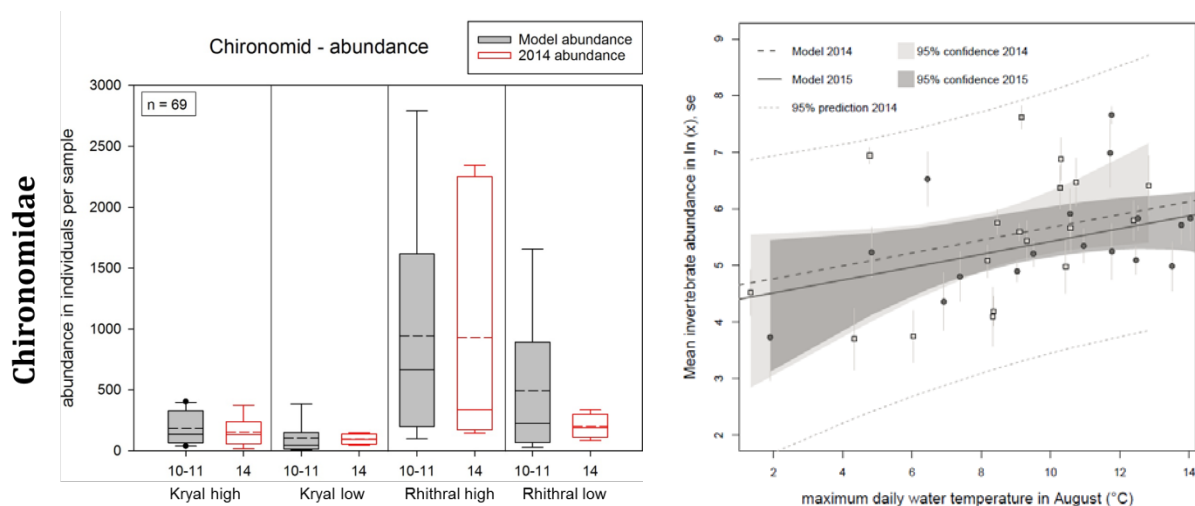 Chironomidae
Chironomid - abundance
Model abundance
2014 abundance
n = 69
abundance in individuals per sample
3000
2500
2000
1500
1000
500
0
10-11 14 10-11 14 10-11 14 10-11 14
Kryal high Kryal low Rhithral high Rhithral low
Model 2014 95% confidence 2014
Model 2015 95% confidence 2015
95% prediction 2014
Mean invertebrate abundance in ln (x), se
9
8
7
6
5
4
3
2
2 4 6 8 10 12 14
maximum daily water temperature in August (°C)